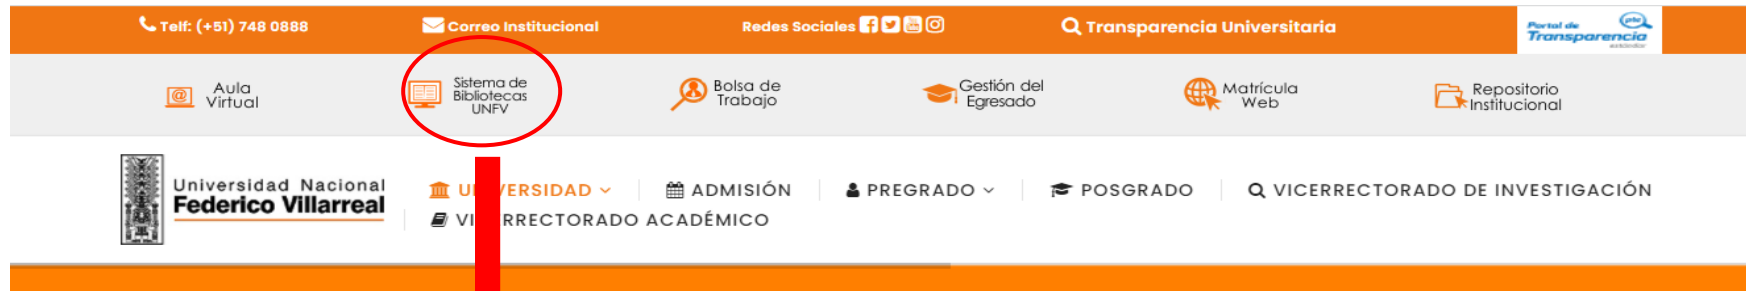 Telf: (+51) 748 0888
Correo Institucional
Redes Sociales
Transparencia Universitaria
Portal de
Transparencia
Aula
Virtual
Sistema de
Bibliotecas
UNFV
Bolsa de
Trabajo
Gestión del
Egresado
Matrícula
Web
Repositorio
Institucional
Universidad Nacional
Federico Villarreal
UNIVERSIDAD
ADMISIÓN
PREGRADO
POSGRADO
VICERRECTORADO DE INVESTIGACIÓN
VICERRECTORADO ACADÉMICO